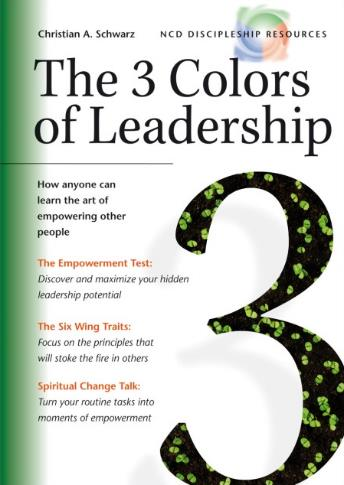 Christian A. Schwarz NCD DISCIPLESHIP RESOURCES
The 3 Colors
of Leadership
How anyone can
learn the art of
empowering other
people
The Empowerment Test:
Discover and maximize your hidden
leadership potential
The Six Wing Traits:
Focus on the principles that
will stoke the fire in others
Spiritual Change Talk:
Turn your routine tasks into
moments of empowerment
3